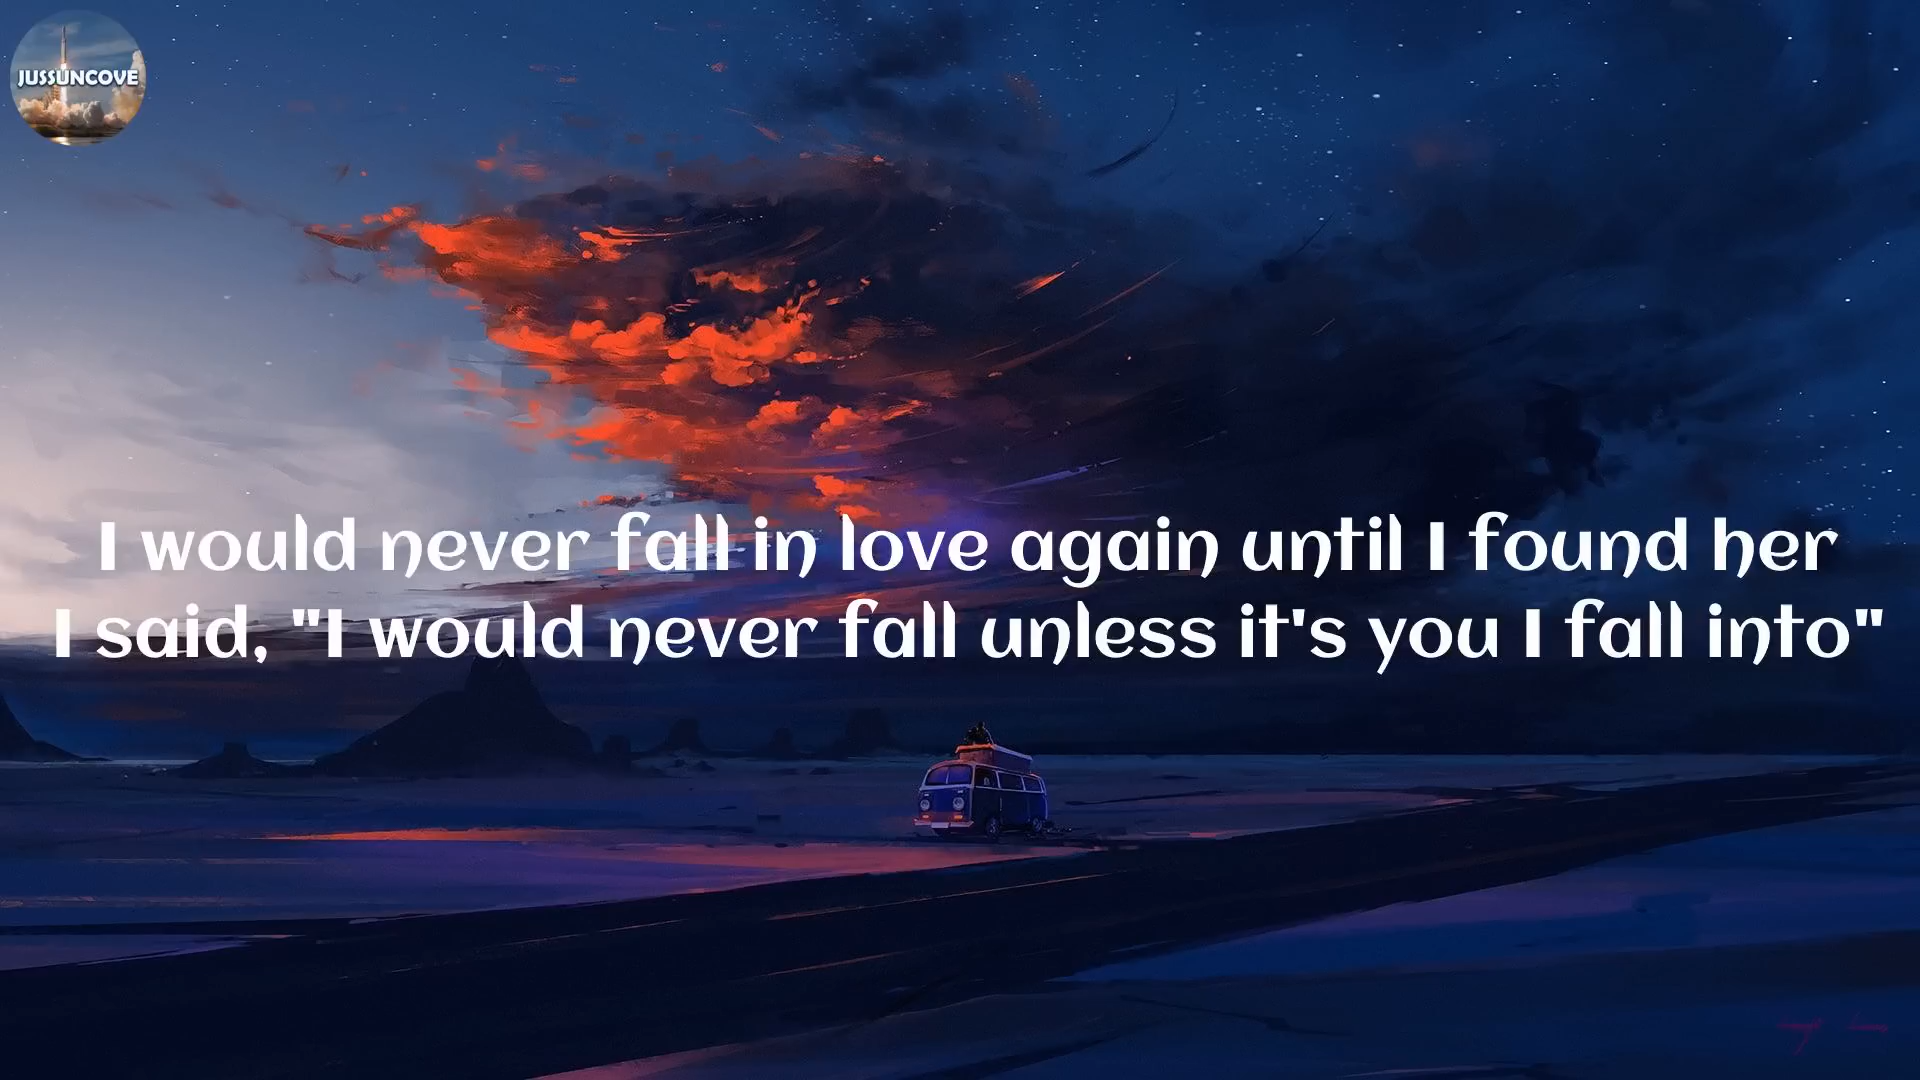 JUSSUNCOVE
I would never fall in love again until I found her
I said, "I would never fall unless it's you I fall into"